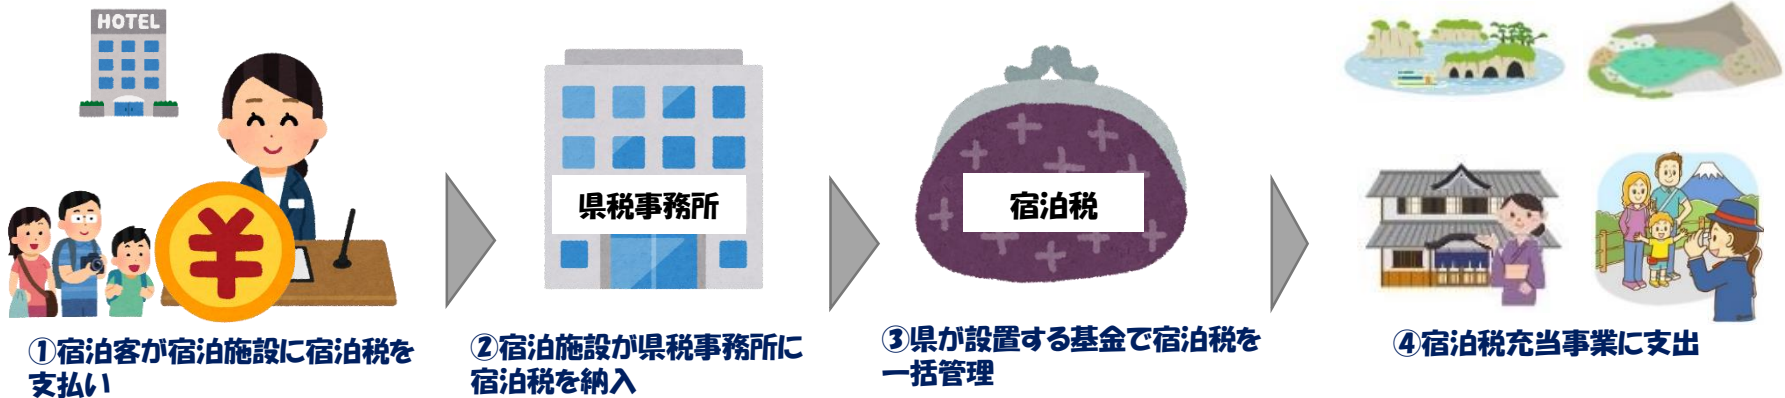 HOTEL
¥
県税事務所
宿泊税
①宿泊客が宿泊施設に宿泊税を
支払い
②宿泊施設が県税事務所に
宿泊税を納入
③県が設置する基金で宿泊税を
一括管理
④宿泊税充当事業に支出